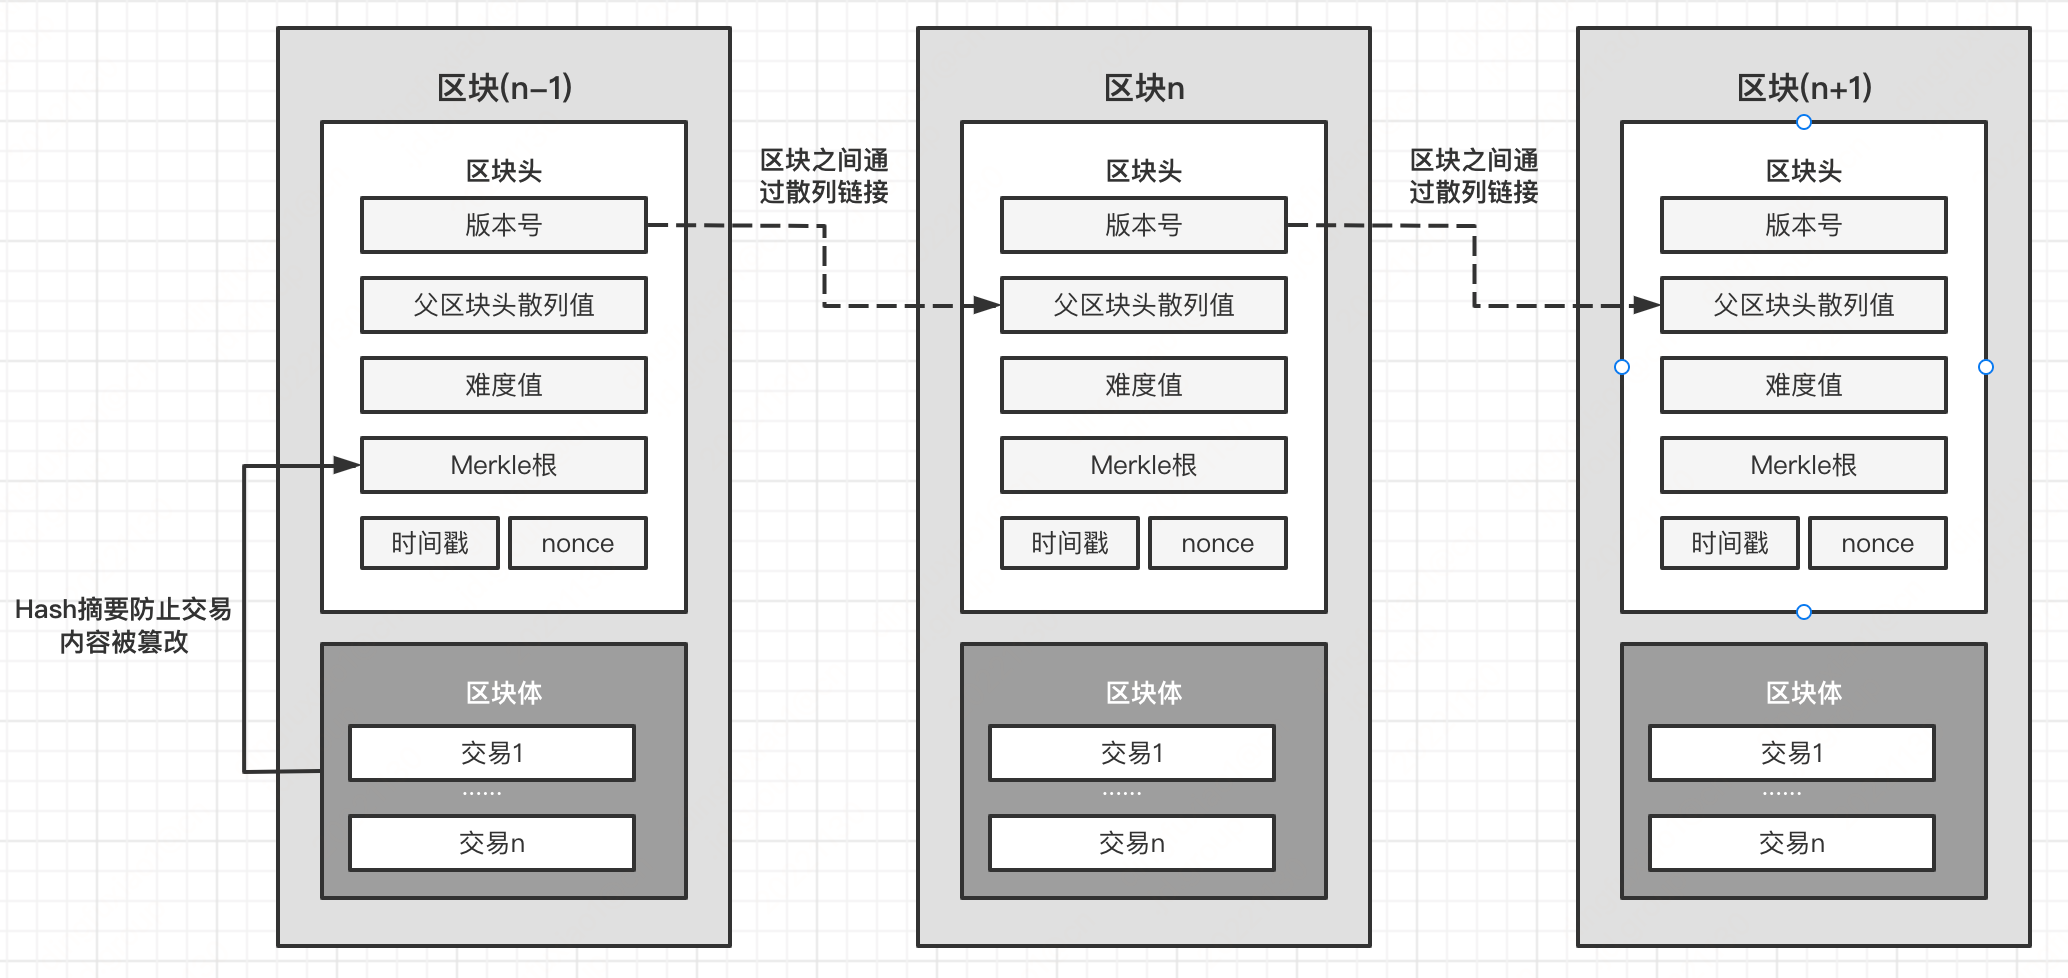 区块(n-1)
区块头
版本号
父区块头散列值
难度值
Merkle根
时间戳 nonce
区块体
交易1
······
交易n
Hash摘要防止交易
内容被篡改
区块之间通
过散列链接
区块n
区块头
版本号
父区块头散列值
难度值
Merkle根
时间戳 nonce
区块体
交易1
······
交易n
区块之间通
过散列链接
区块(n+1)
区块头
版本号
父区块头散列值
难度值
Merkle根
时间戳 nonce
区块体
交易1
······
交易n